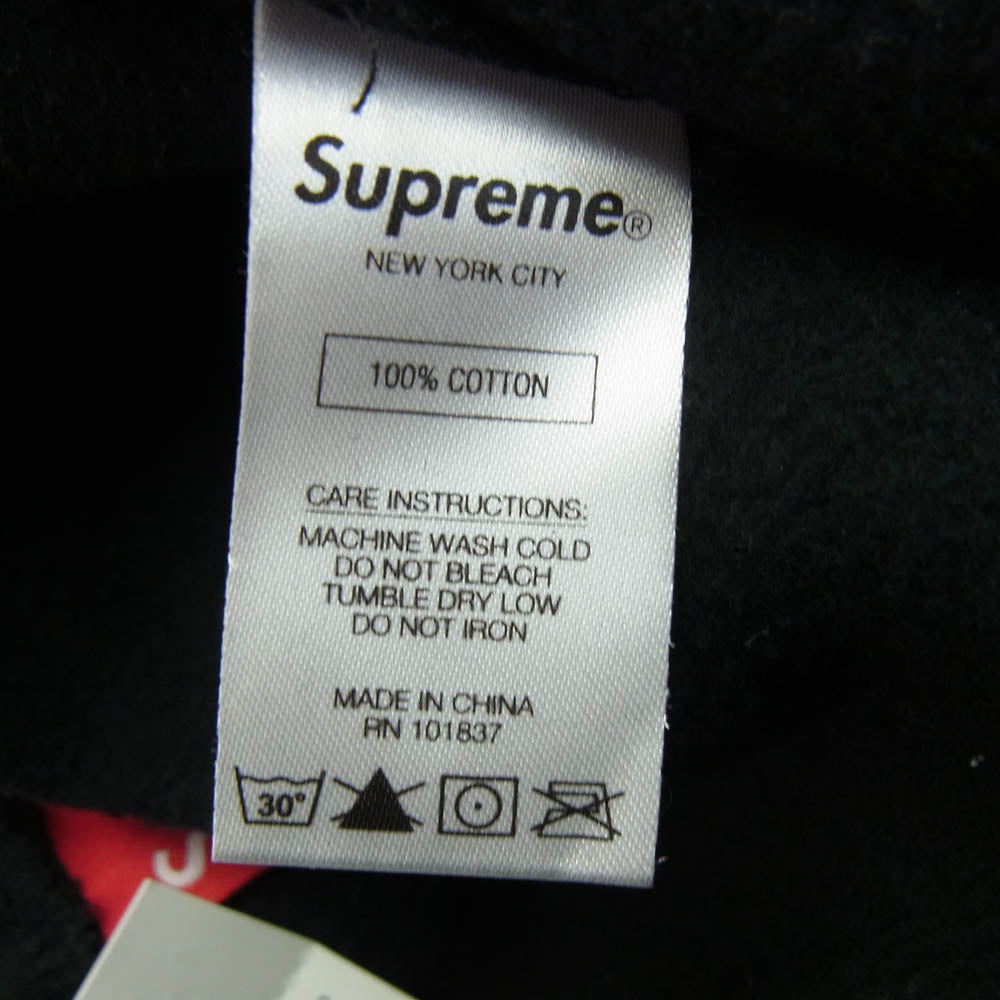 Supreme®
NEW YORK CITY
100% COTTON
CARE INSTRUCTIONS:
MACHINE WASH COLD
DO NOT BLEACH
TUMBLE DRY LOW
DO NOT IRON
MADE IN CHINA
RN 101837
30°